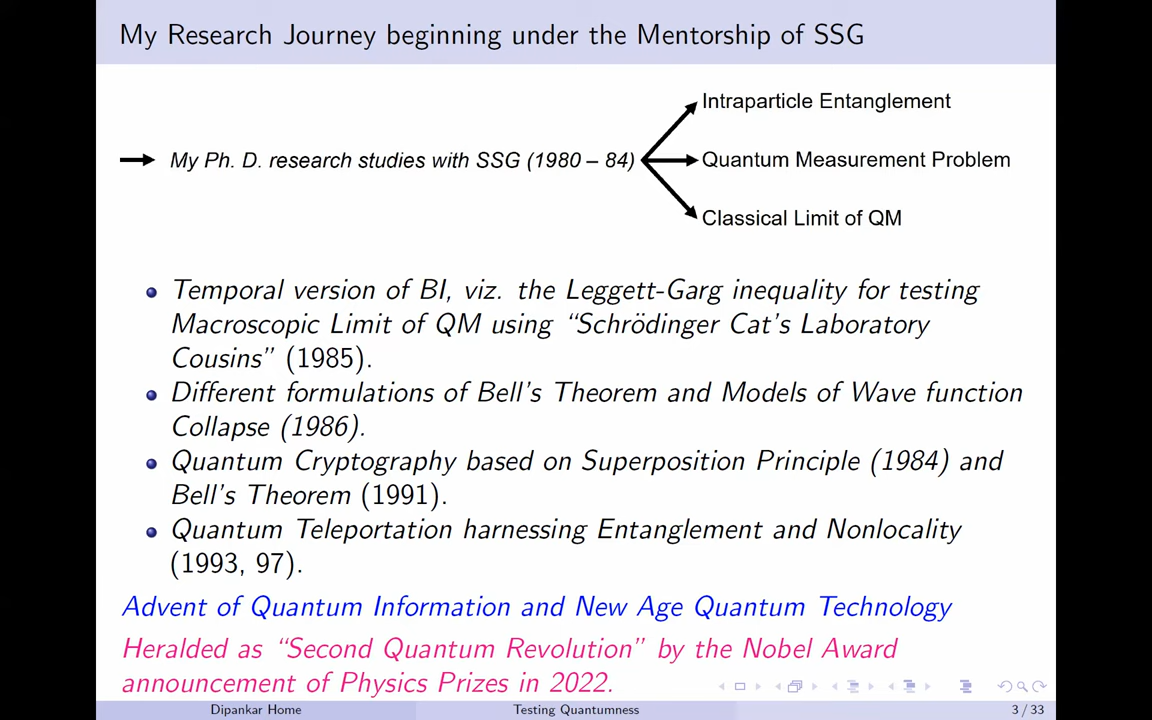 My Research Journey beginning under the Mentorship of SSG
Intraparticle Entanglement
My Ph. D. research studies with SSG (1980 – 84)
Quantum Measurement Problem
Classical Limit of QM
Temporal version of BI, viz. the Leggett-Garg inequality for testing
Macroscopic Limit of QM using “Schrödinger Cat’s Laboratory
Cousins” (1985).
Different formulations of Bell’s Theorem and Models of Wave function
Collapse (1986).
Quantum Cryptography based on Superposition Principle (1984) and
Bell’s Theorem (1991).
Quantum Teleportation harnessing Entanglement and Nonlocality
(1993, 97).
Advent of Quantum Information and New Age Quantum Technology
Heralded as “Second Quantum Revolution” by the Nobel Award
announcement of Physics Prizes in 2022.
Dipankar Home
Testing Quantumness
3 / 33